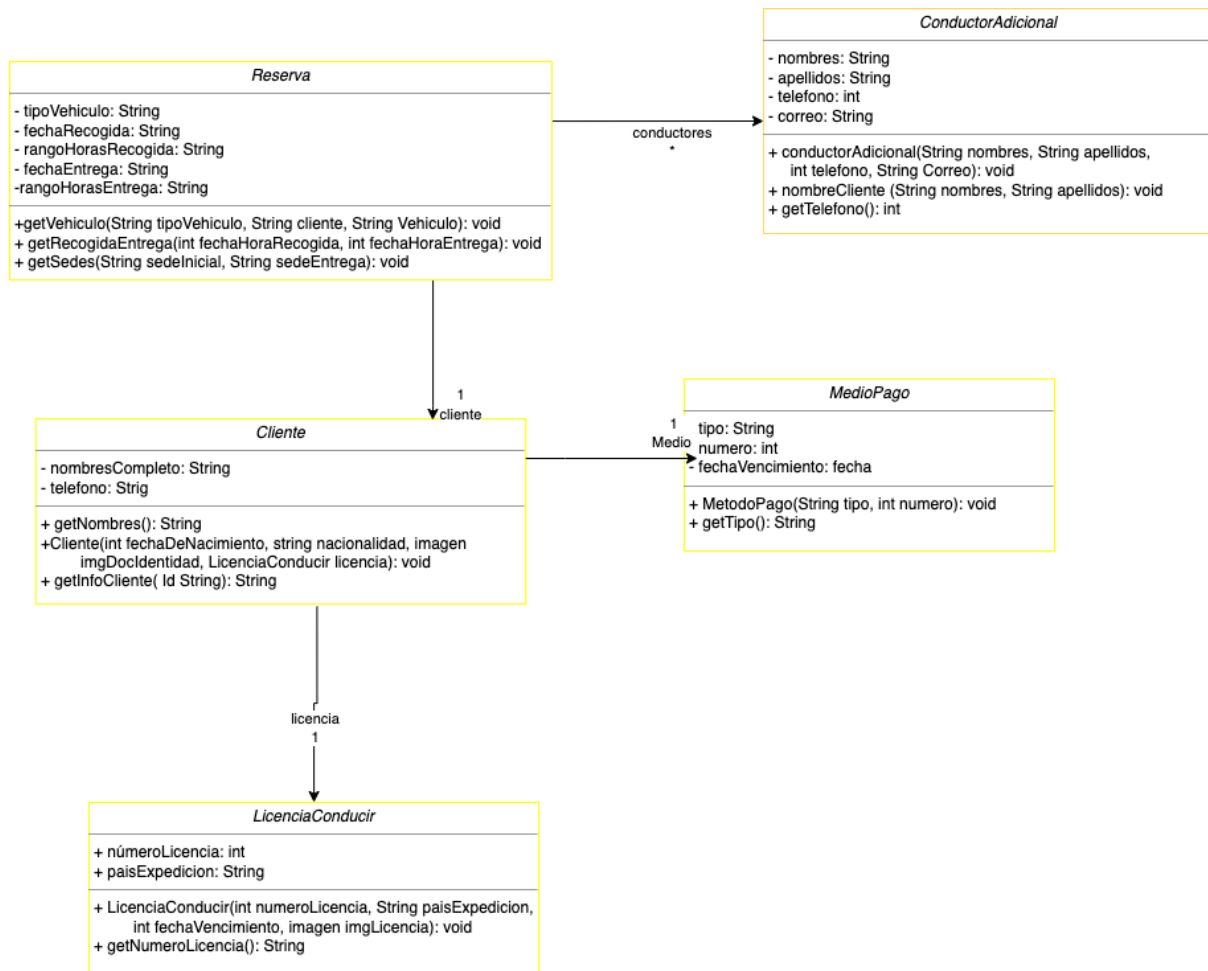 Reserva
- tipoVehiculo: String
- fechaRecogida: String
- rangoHorasRecogida: String
- fechaEntrega: String
-rangoHorasEntrega: String
+getVehiculo(String tipoVehiculo, String cliente, String Vehiculo): void
+ getRecogidaEntrega(int fechaHoraRecogida, int fechaHoraEntrega): void
+ getSedes(String sedeInicial, String sedeEntrega): void
conductores
*
ConductorAdicional
- nombres: String
- apellidos: String
- telefono: int
- correo: String
+ conductorAdicional(String nombres, String apellidos,
int telefono, String Correo): void
+ nombreCliente (String nombres, String apellidos): void
+ getTelefono(): int
1
cliente
Cliente
- nombresCompleto: String
- telefono: Strig
+ getNombres(): String
+Cliente(int fechaDeNacimiento, string nacionalidad, imagen
imgDocIdentidad, LicenciaConducir licencia): void
+ getInfoCliente( Id String): String
1
Medio
MedioPago
tipo: String
numero: int
- fechaVencimiento: fecha
+ MetodoPago(String tipo, int numero): void
+ getTipo(): String
licencia
1
LicenciaConducir
+ númeroLicencia: int
+ paisExpedicion: String
+ LicenciaConducir(int numeroLicencia, String paisExpedicion,
int fechaVencimiento, imagen imgLicencia): void
+ getNumeroLicencia(): String